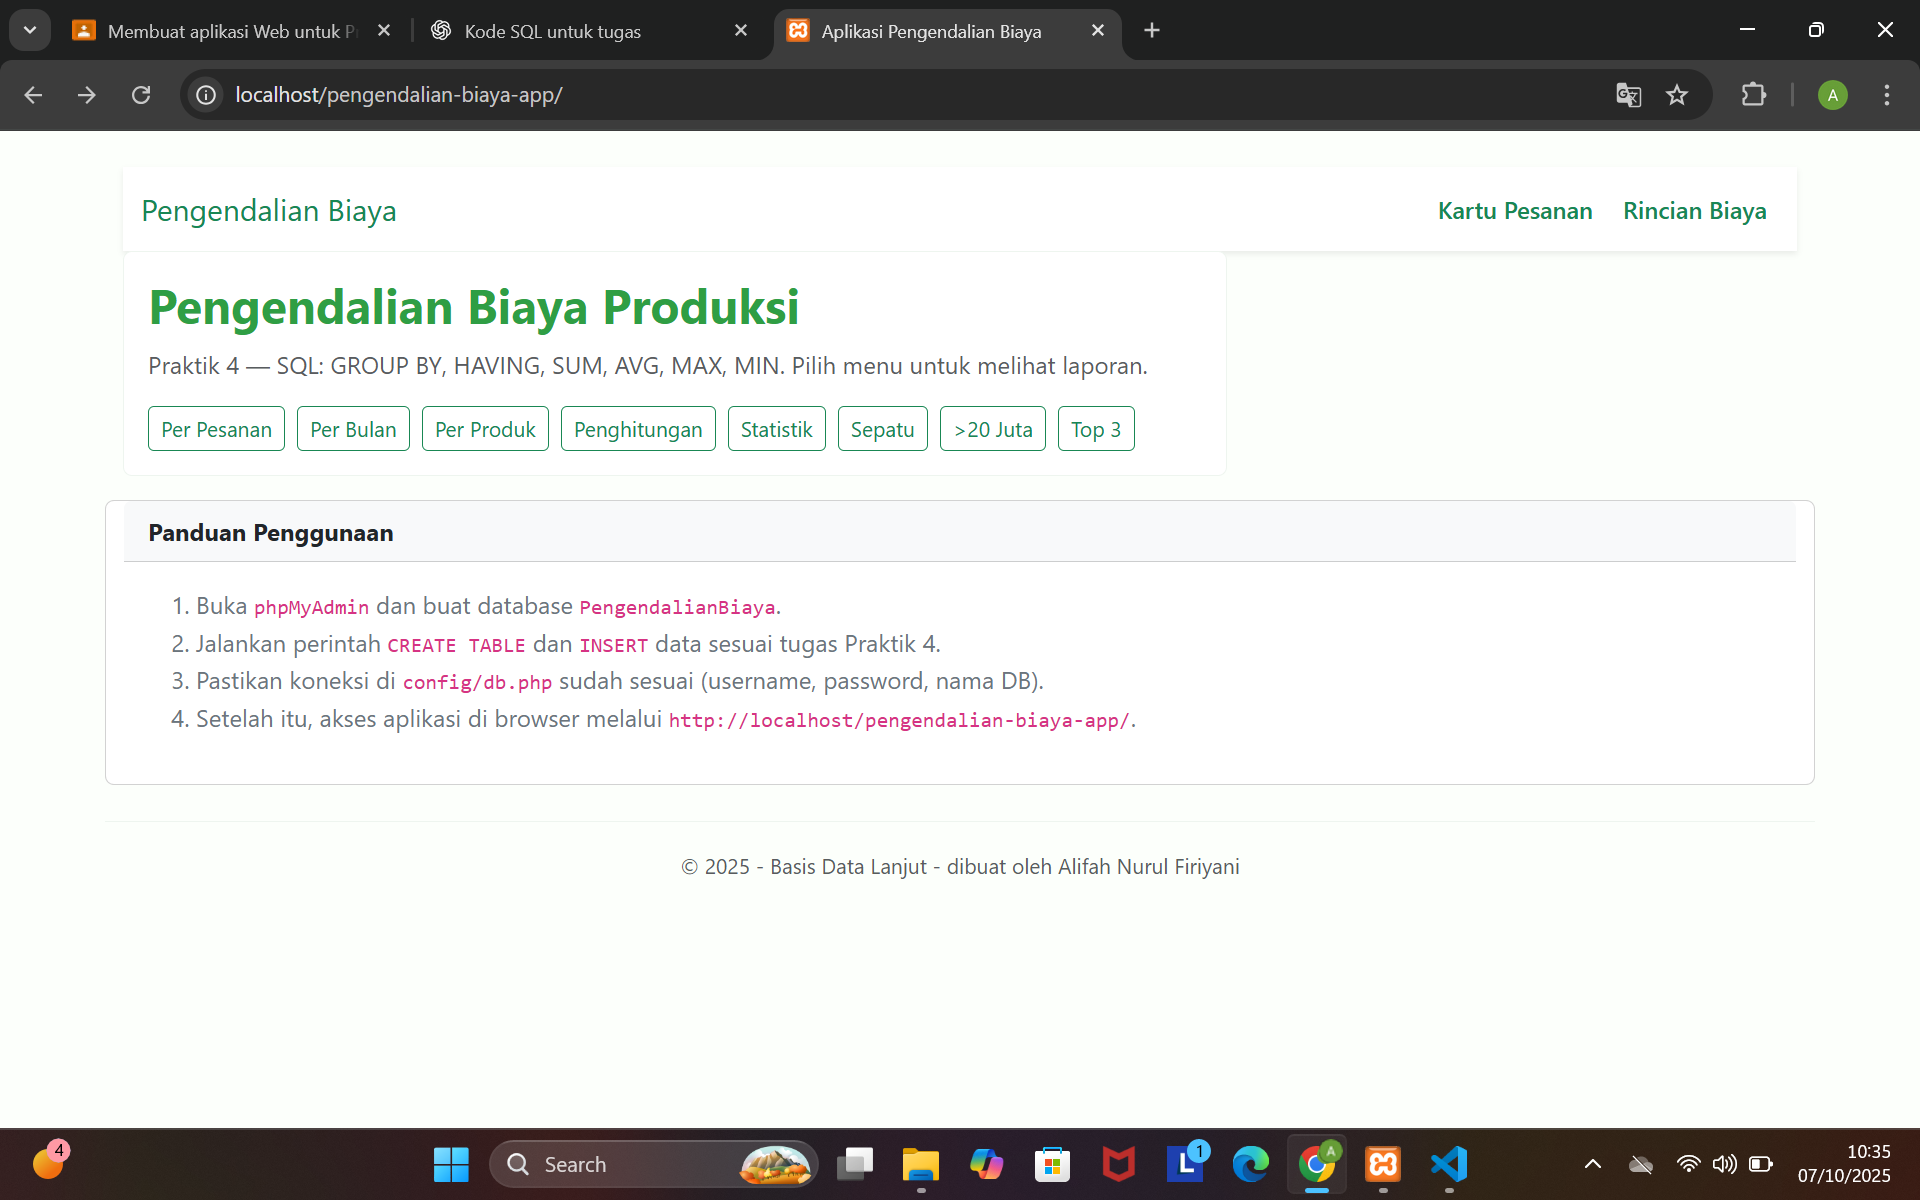 Membuat aplikasi Web untuk P
Kode SQL untuk tugas
Aplikasi Pengendalian Biaya
localhost/pengendalian-biaya-app/
A
Pengendalian Biaya
Kartu Pesanan
Rincian Biaya
Pengendalian Biaya Produksi
Praktik 4 — SQL: GROUP BY, HAVING, SUM, AVG, MAX, MIN. Pilih menu untuk melihat laporan.
Per Pesanan
Per Bulan
Per Produk
Penghitungan
Statistik
Sepatu
>20 Juta
Top 3
Panduan Penggunaan
1. Buka phpMyAdmin dan buat database PengendalianBiaya.
2. Jalankan perintah CREATE TABLE dan INSERT data sesuai tugas Praktik 4.
3. Pastikan koneksi di config/db.php sudah sesuai (username, password, nama DB).
4. Setelah itu, akses aplikasi di browser melalui http://localhost/pengendalian-biaya-app/.
© 2025 - Basis Data Lanjut - dibuat oleh Alifah Nurul Firiyani
4
Search
L
1
A
10:35
07/10/2025